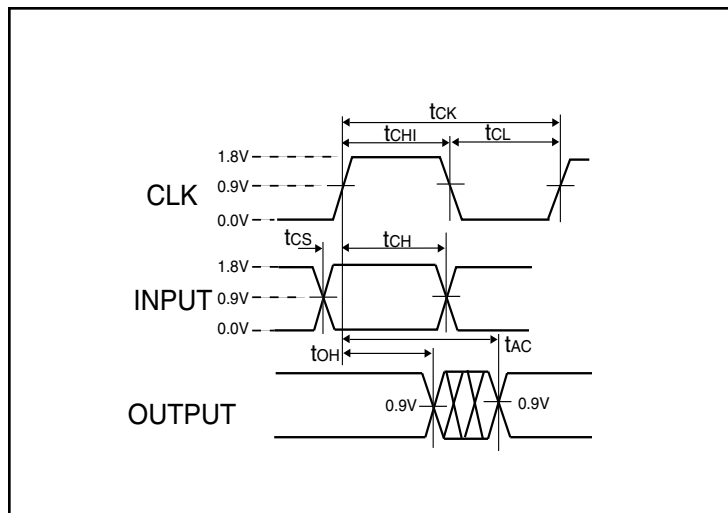 tCK
tCHI
tCL
1.8V
CLK
0.9V
0.0V
tCS
tCH
1.8V
INPUT
0.9V
0.0V
tOH
tAC
OUTPUT
0.9V
0.9V